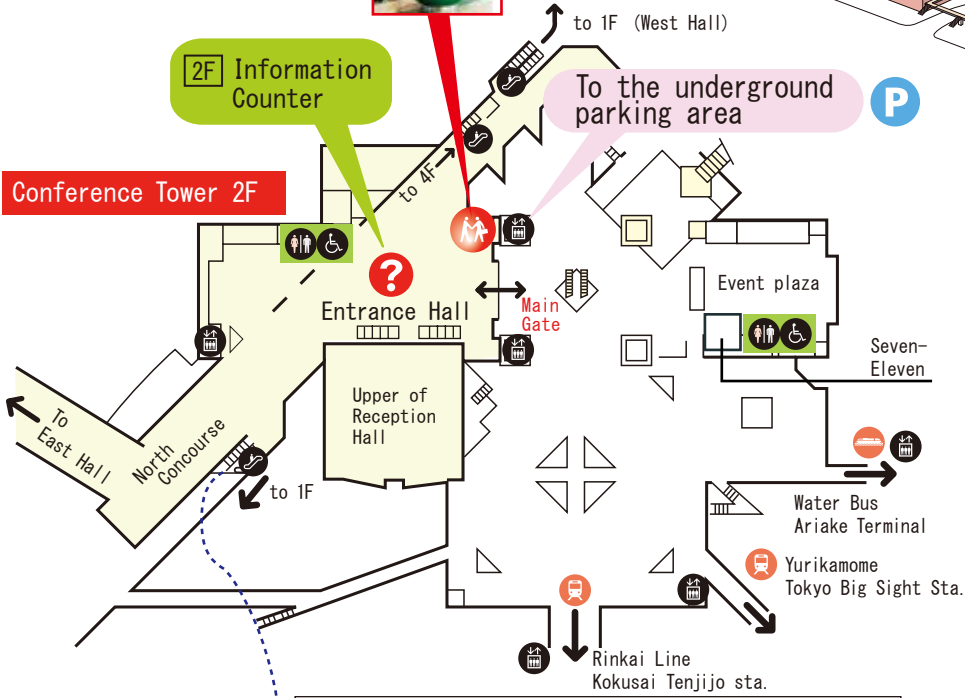 to 1F (West Hall)
2F Information
Counter
To the underground
parking area
P
Conference Tower 2F
to 4F
?
Entrance Hall
Main
Gate
Event plaza
Seven-
Eleven
Upper of
Reception
Hall
To
East Hall
North
Concourse
to 1F
Water Bus
Ariake Terminal
Yurikamome
Tokyo Big Sight Sta.
Rinkai Line
Kokusai Tenjijo sta.